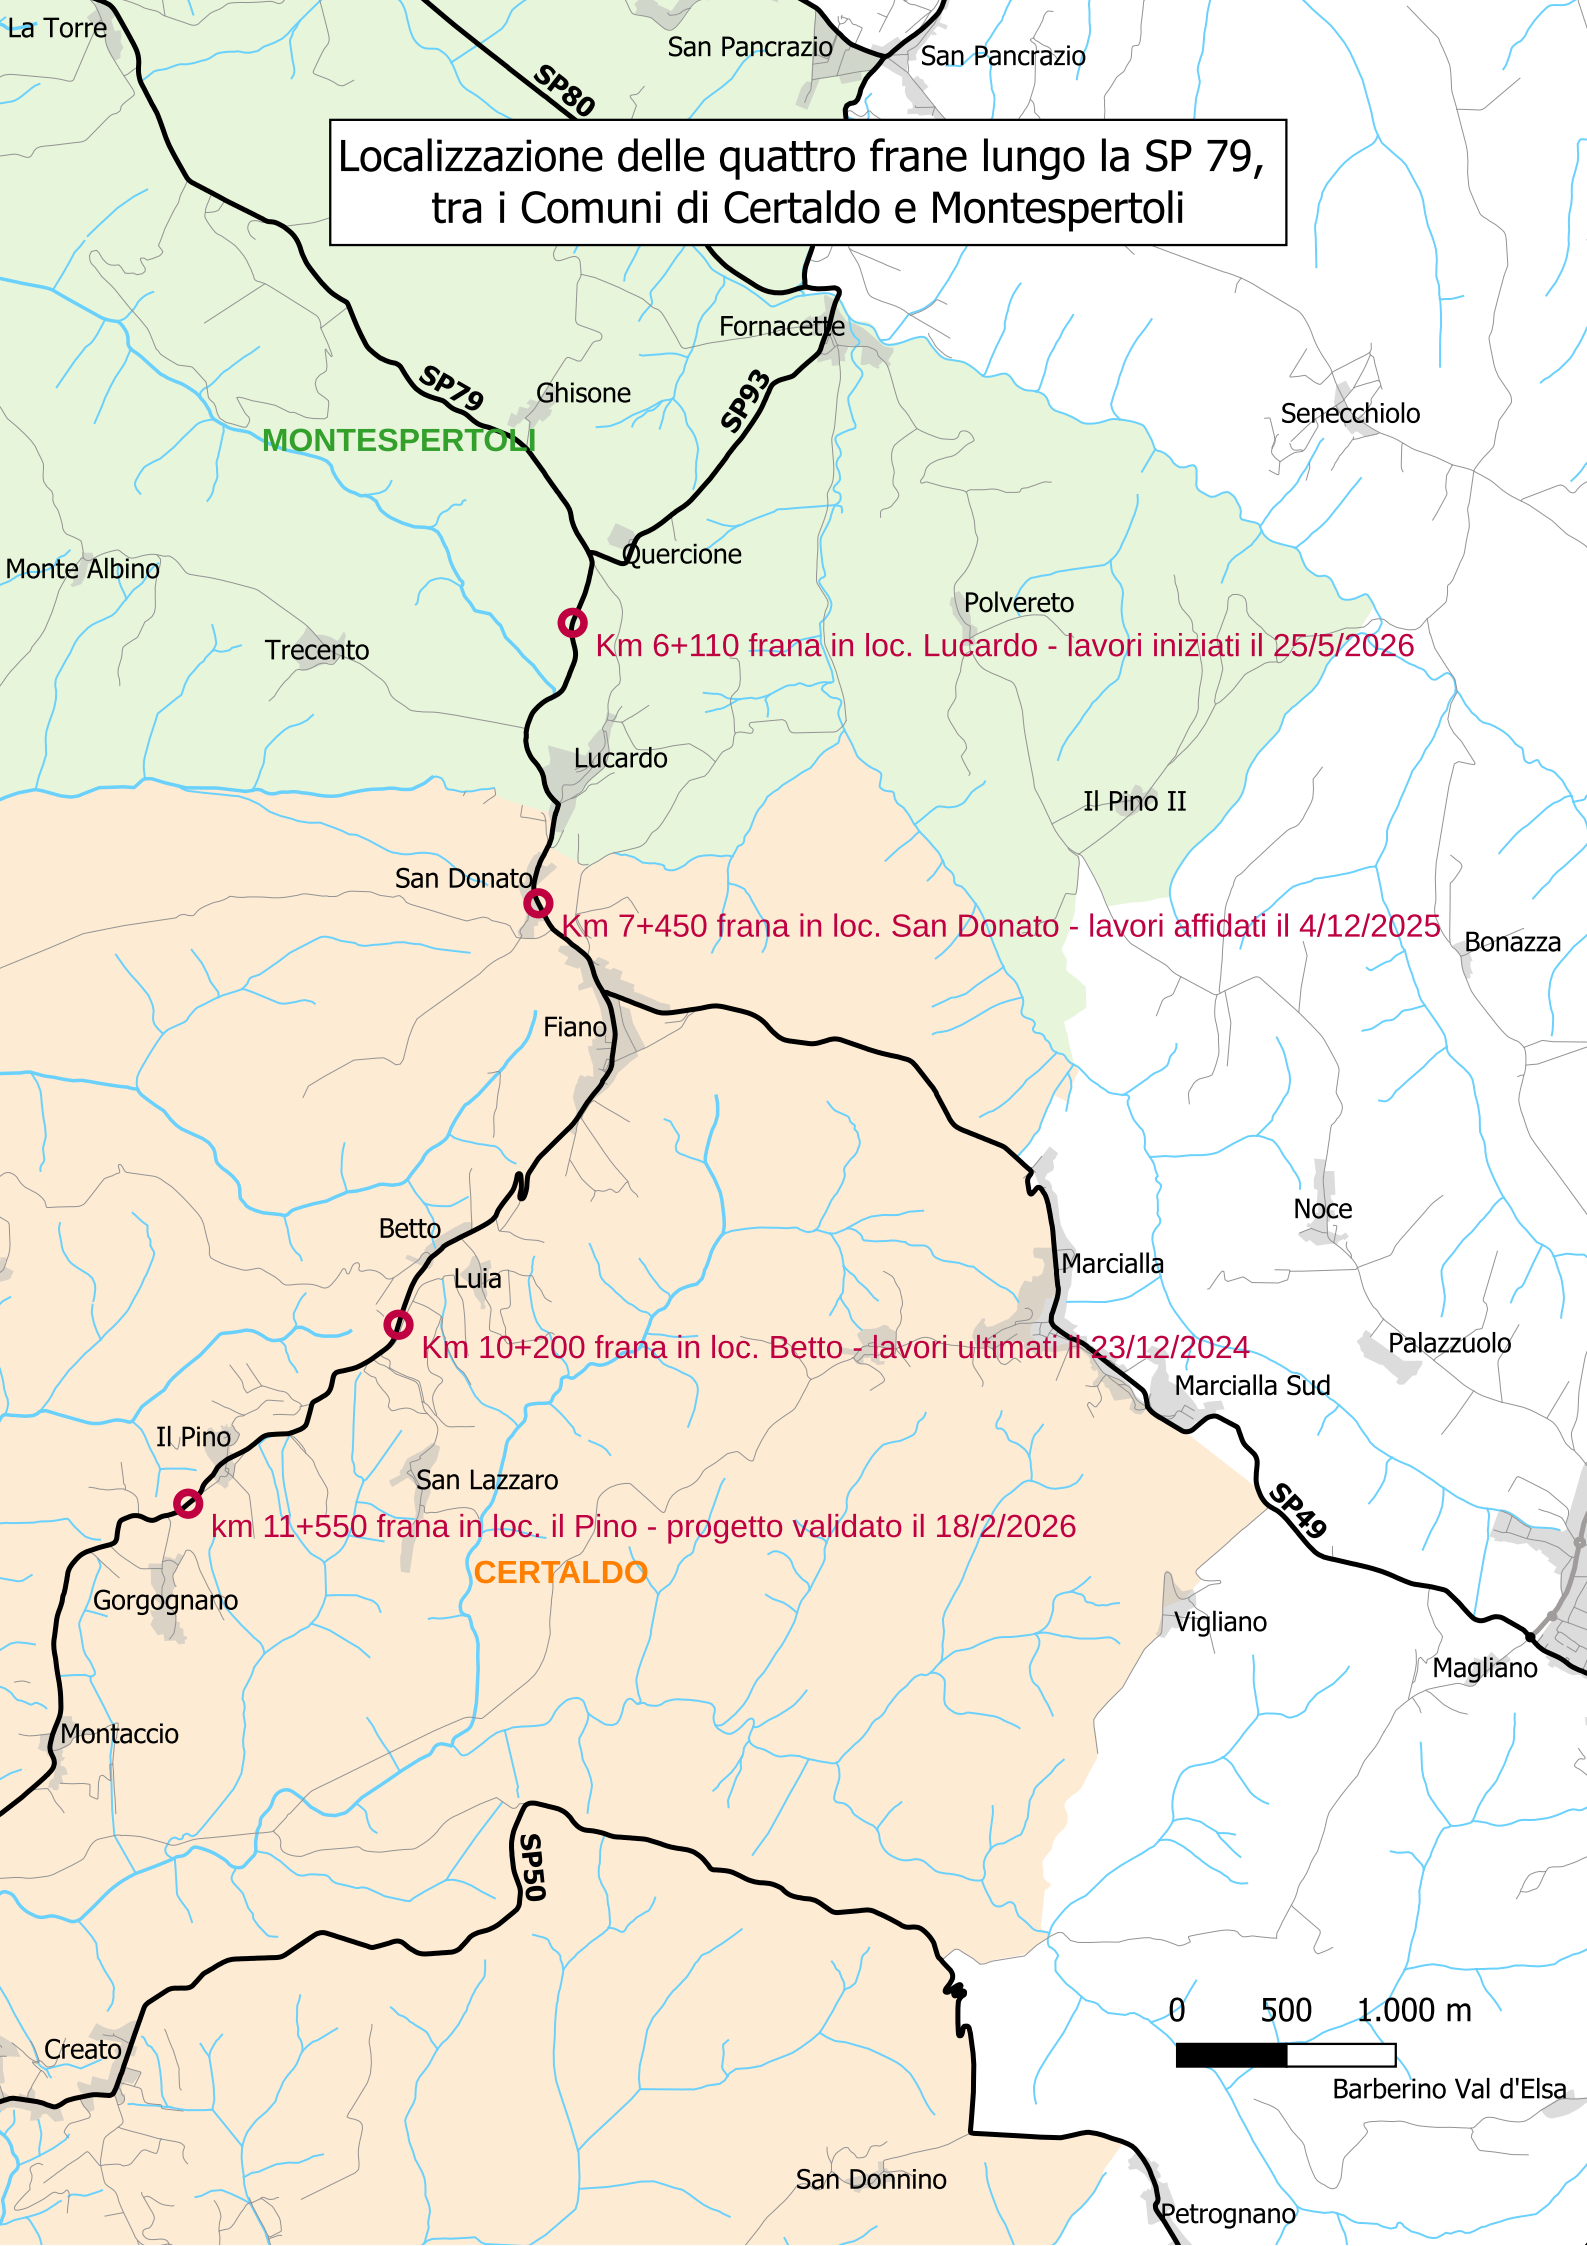 La Torre
San Pancrazio
San Pancrazio
SP80
Localizzazione delle quattro frane lungo la SP 79,
tra i Comuni di Certaldo e Montespertoli
Fornacette
SP79
Ghisone
SP93
Senecchiolo
MONTESPERTOLI
Quercione
Monte Albino
Polvereto
Trecento
Km 6+110 frana in loc. Lucardo - lavori iniziati il 25/5/2026
Lucardo
Il Pino II
San Donato
Km 7+450 frana in loc. San Donato - lavori affidati il 4/12/2025
Bonazza
Fiano
Noce
Betto
Marcialla
Luia
Km 10+200 frana in loc. Betto - lavori ultimati il 23/12/2024
Palazzuolo
Marcialla Sud
Il Pino
San Lazzaro
SP49
km 11+550 frana in loc. il Pino - progetto validato il 18/2/2026
CERTALDO
Gorgognano
Vigliano
Magliano
Montaccio
SP50
0 500 1.000 m
Creato
Barberino Val d'Elsa
San Donnino
Petrognano